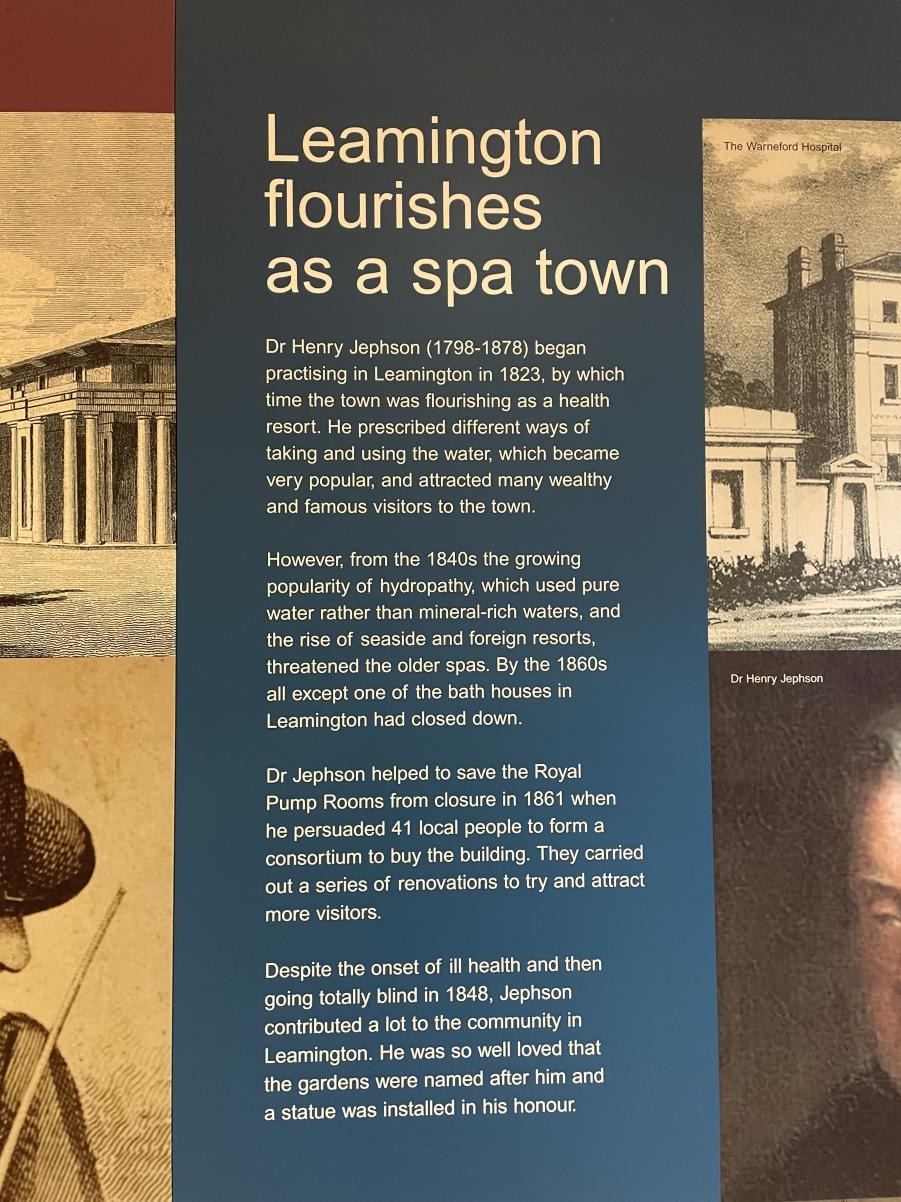 Leamington
flourishes
as a spa town
Dr Henry Jephson (1798-1878) began
practising in Leamington in 1823, by which
time the town was flourishing as a health
resort. He prescribed different ways of
taking and using the water, which became
very popular, and attracted many wealthy
and famous visitors to the town.
However, from the 1840s the growing
popularity of hydropathy, which used pure
water rather than mineral-rich waters, and
the rise of seaside and foreign resorts,
threatened the older spas. By the 1860s
all except one of the bath houses in
Leamington had closed down.
Dr Jephson helped to save the Royal
Pump Rooms from closure in 1861 when
he persuaded 41 local people to form a
consortium to buy the building. They carried
out a series of renovations to try and attract
more visitors.
Despite the onset of ill health and then
going totally blind in 1848, Jephson
contributed a lot to the community in
Leamington. He was so well loved that
the gardens were named after him and
a statue was installed in his honour.
The Warneford Hospital
Dr Henry Jephson